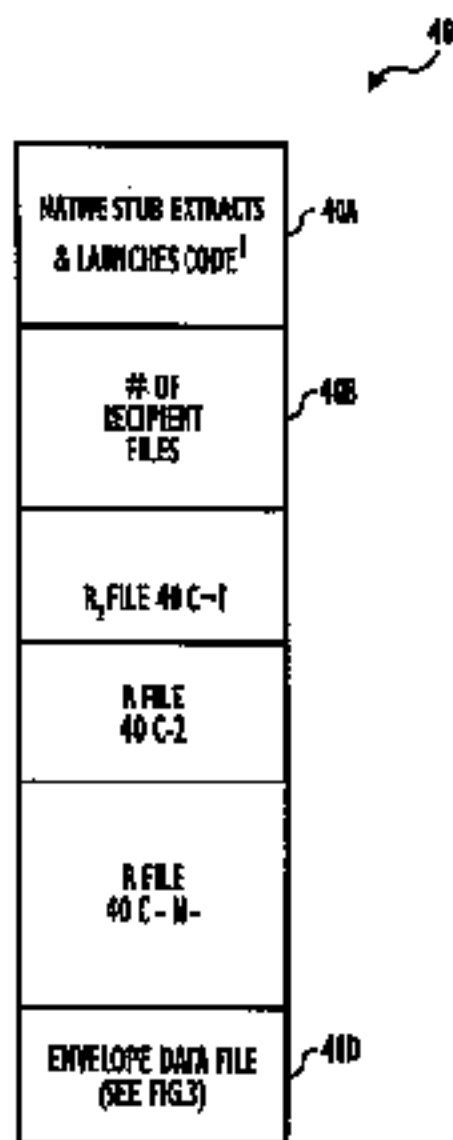 40
NATIVE STUB EXTRACTS
& LAUNCHES CODE
40A
# OF
RECIPIENT
FILES
40B
R, FILE 40 C-1
R FILE
40 C-2
R FILE
40 C - N -
ENVELOPE DATA FILE
(SEE FIG.3)
40D